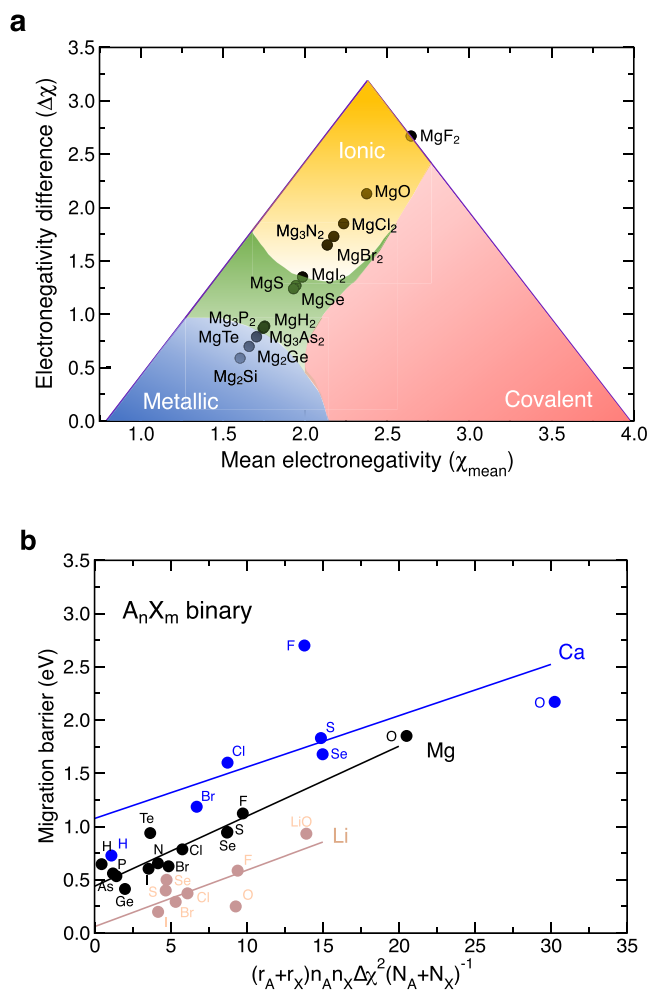 a
3.5
3.0
2.5
2.0
1.5
1.0
0.5
0.0
Electronegativity difference (Δχ)
MgF2
Ionic
MgO
MgCl2
Mg3N2
MgBr2
MgI2
MgS
MgSe
Mg3P2
MgH2
MgTe
Mg3As2
Mg2Ge
Mg2Si
Metallic
Covalent
1.0 1.5 2.0 2.5 3.0 3.5 4.0
Mean electronegativity (χmean)
b
3.5
3.0
2.5
2.0
1.5
1.0
0.5
0.0
Migration barrier (eV)
AnXm binary
F
Ca
O
S
O
Mg
Cl
Se
Br
F
Te
S
LiO
Li
H
H
N
Cl
Se
P
Br
F
As
I
Se
Ge
S
Cl
O
Br
I
0 5 10 15 20 25 30 35
(rA+rX)nAnXΔχ²(NA+NX)⁻¹